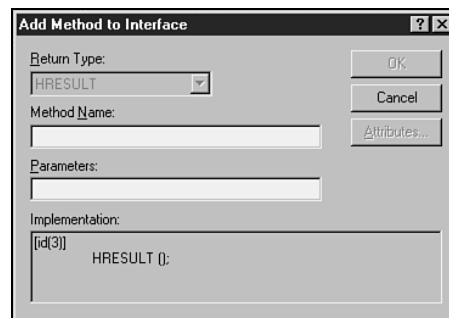 Add Method to Interface
Return Type:
HRESULT
OK
Cancel
Method Name:
Attributes...
Parameters:
Implementation:
[id(3)]
HRESULT ();